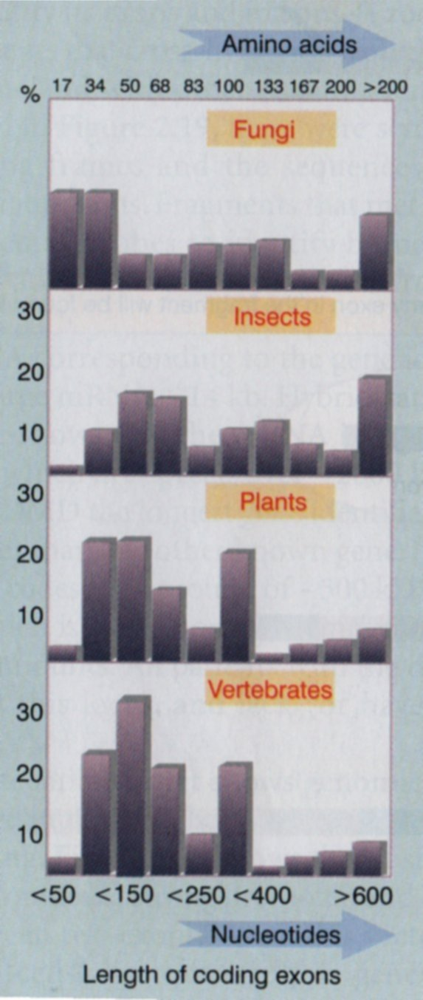 Amino acids
% 17 34 50 68 83 100 133 167 200 >200
Fungi
30
Insects
20
10
30
Plants
20
10
Vertebrates
30
20
10
<50 <150 <250 <400 >600
Nucleotides
Length of coding exons